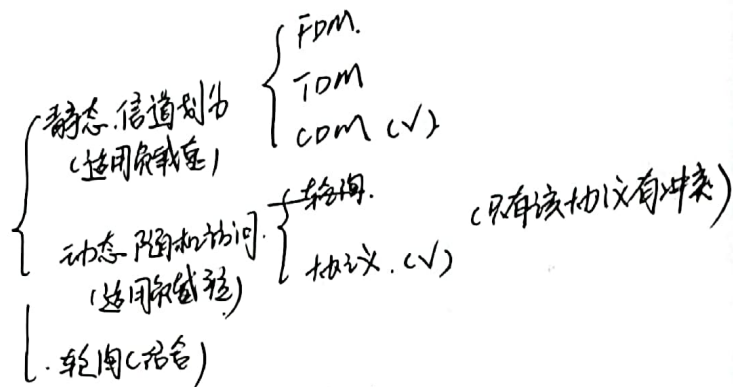 FDM.
静态.信道划分
TDM
(适用负载重)
CDM (√)
轮询.
(只有该协议有冲突)
动态 随机访问.
协议.(√)
(适用负载轻)
.轮询(结合)